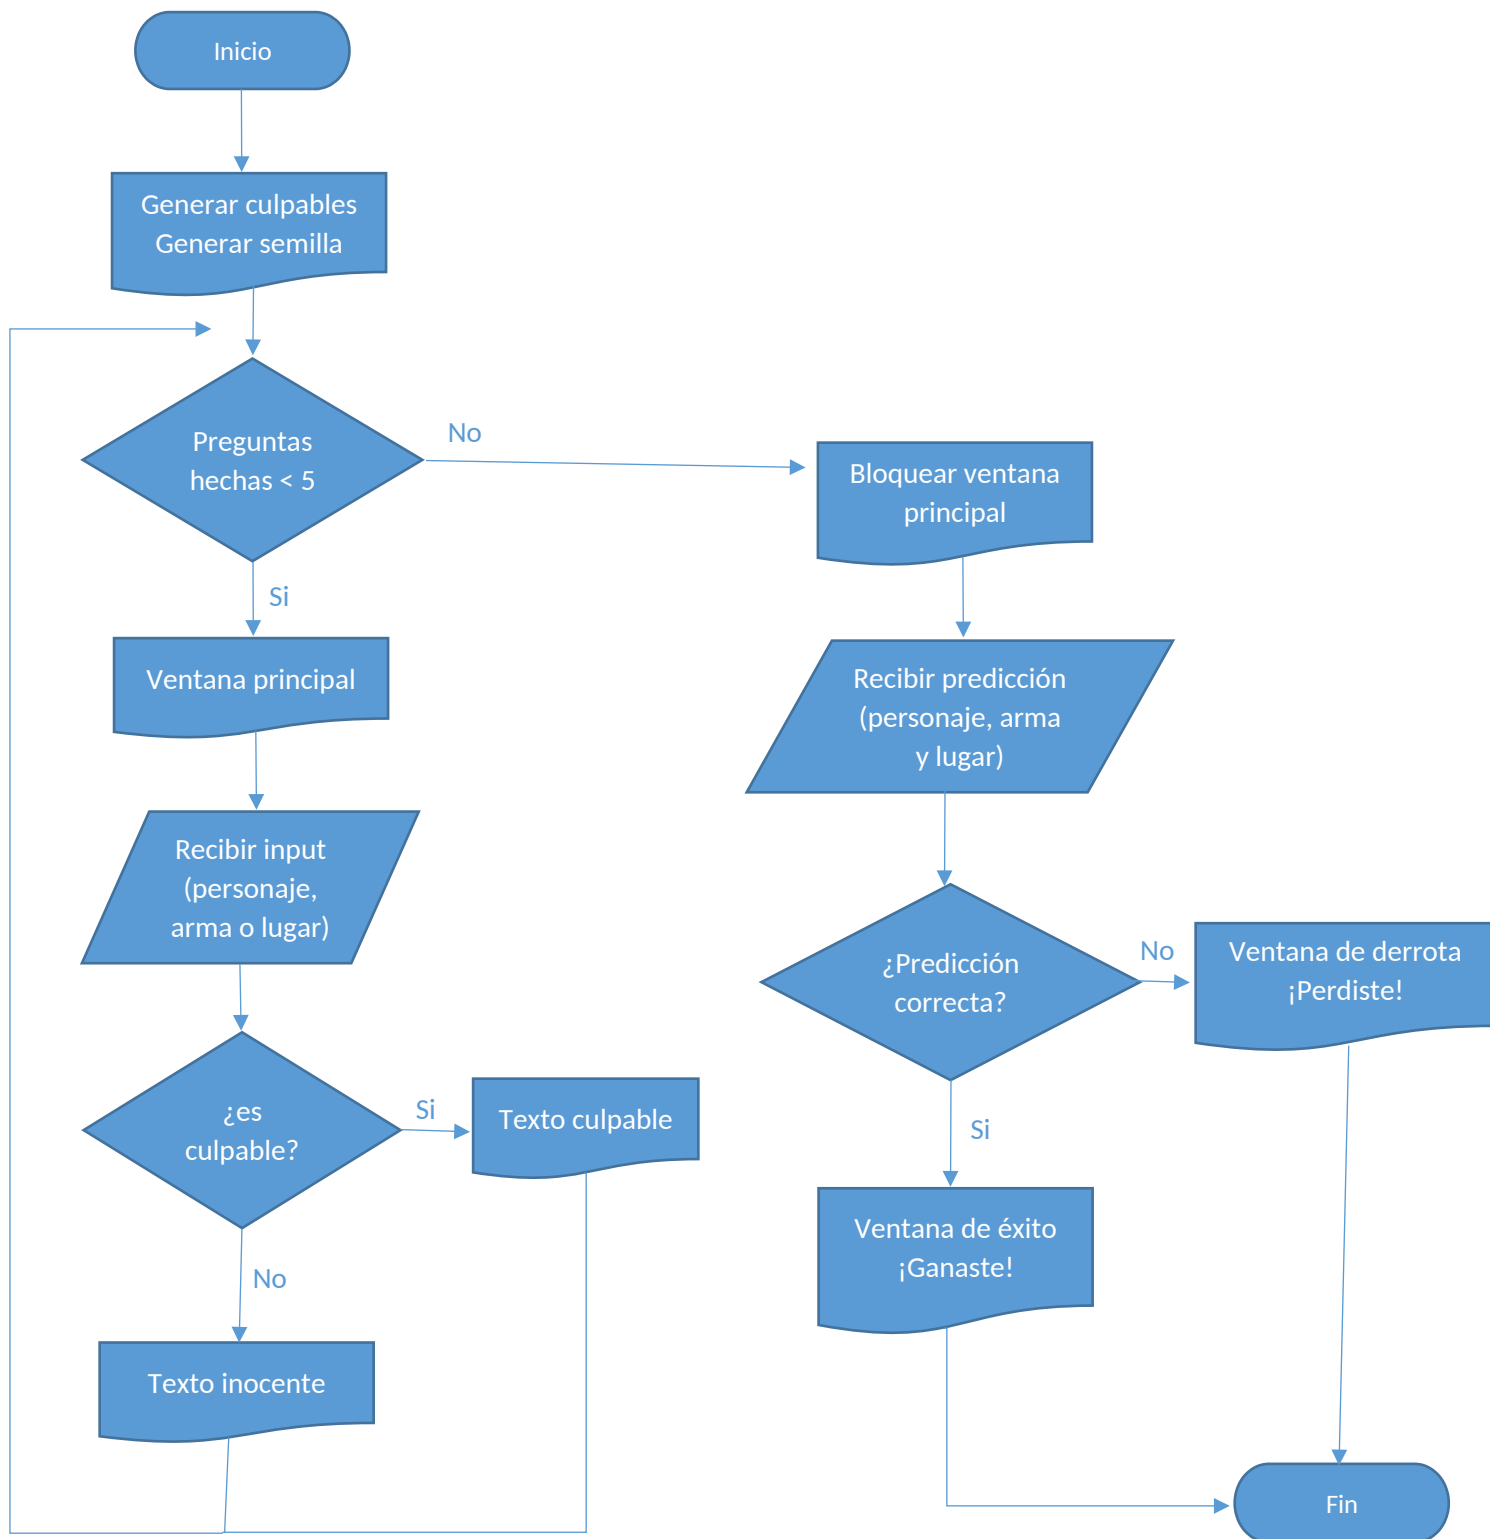 Inicio
Generar culpables
Generar semilla
Preguntas
hechas < 5
No
Si
Ventana principal
Recibir input
(personaje,
arma o lugar)
¿es
culpable?
Si
Texto culpable
No
Texto inocente
Bloquear ventana
principal
Recibir predicción
(personaje, arma
y lugar)
¿Predicción
correcta?
No
Ventana de derrota
¡Perdiste!
Si
Ventana de éxito
¡Ganaste!
Fin